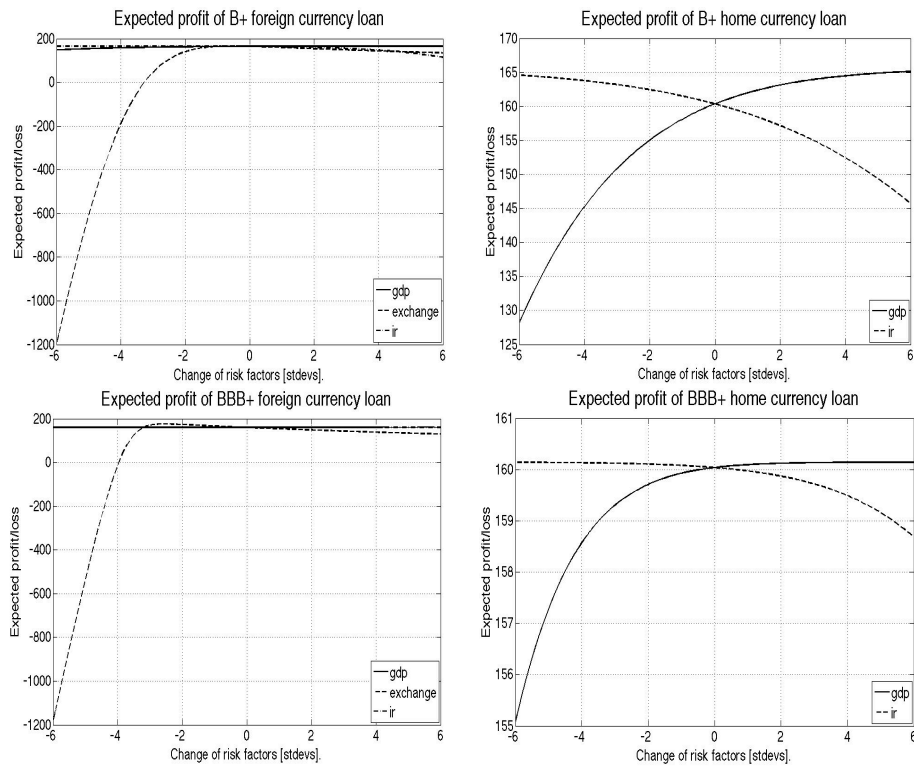 Expected profit of B+ foreign currency loan
Expected profit/loss
200
0
-200
-400
-600
-800
-1000
-1200
-6
-4
-2
0
2
4
6
Change of risk factors [stdevs].
gdp
exchange
ir
Expected profit of B+ home currency loan
Expected profit/loss
170
165
160
155
150
145
140
135
130
125
-6
-4
-2
0
2
4
6
Change of risk factors [stdevs].
gdp
ir
Expected profit of BBB+ foreign currency loan
Expected profit/loss
200
0
-200
-400
-600
-800
-1000
-1200
-6
-4
-2
0
2
4
6
Change of risk factors [stdevs].
gdp
exchange
ir
Expected profit of BBB+ home currency loan
Expected profit/loss
161
160
159
158
157
156
155
-6
-4
-2
0
2
4
6
Change of risk factors [stdevs].
gdp
ir